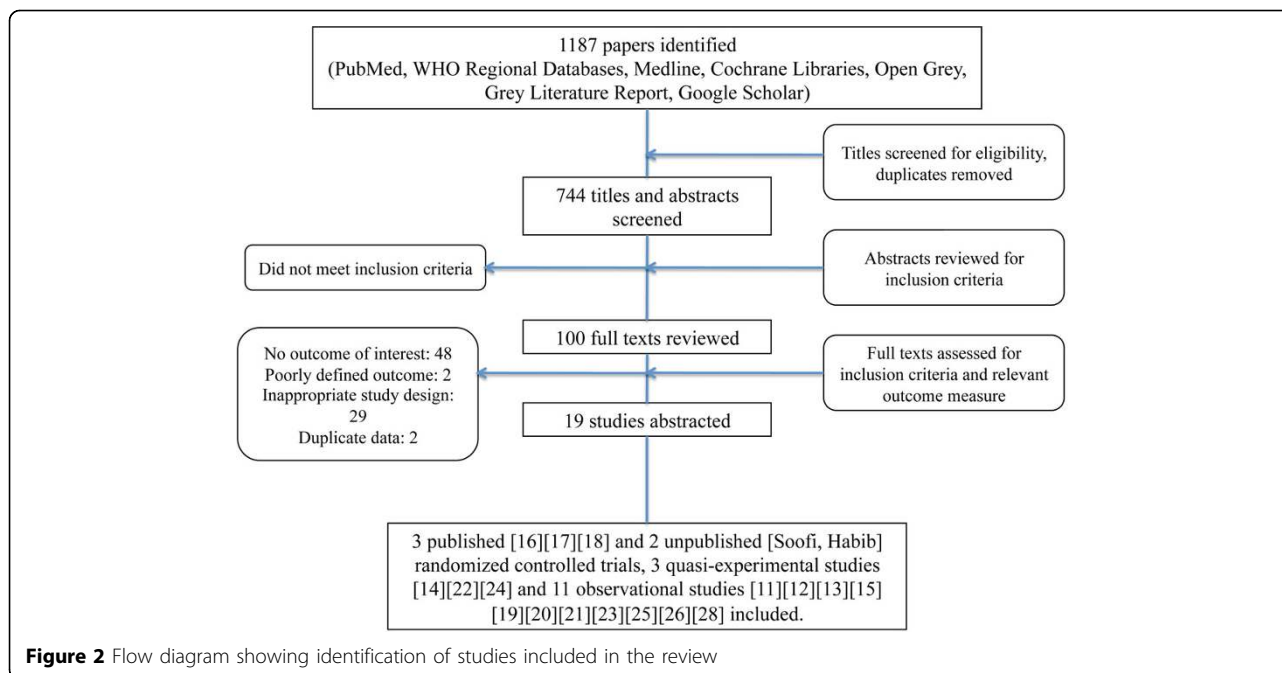 1187 papers identified
(PubMed, WHO Regional Databases, Medline, Cochrane Libraries, Open Grey,
Grey Literature Report, Google Scholar)
Titles screened for eligibility,
duplicates removed
744 titles and abstracts
screened
Did not meet inclusion criteria
Abstracts reviewed for
inclusion criteria
100 full texts reviewed
No outcome of interest: 48
Poorly defined outcome: 2
Inappropriate study design:
29
Duplicate data: 2
Full texts assessed for
inclusion criteria and relevant
outcome measure
19 studies abstracted
3 published [16][17][18] and 2 unpublished [Soofi, Habib]
randomized controlled trials, 3 quasi-experimental studies
[14][22][24] and 11 observational studies [11][12][13][15]
[19][20][21][23][25][26][28] included.
Figure 2 Flow diagram showing identification of studies included in the review